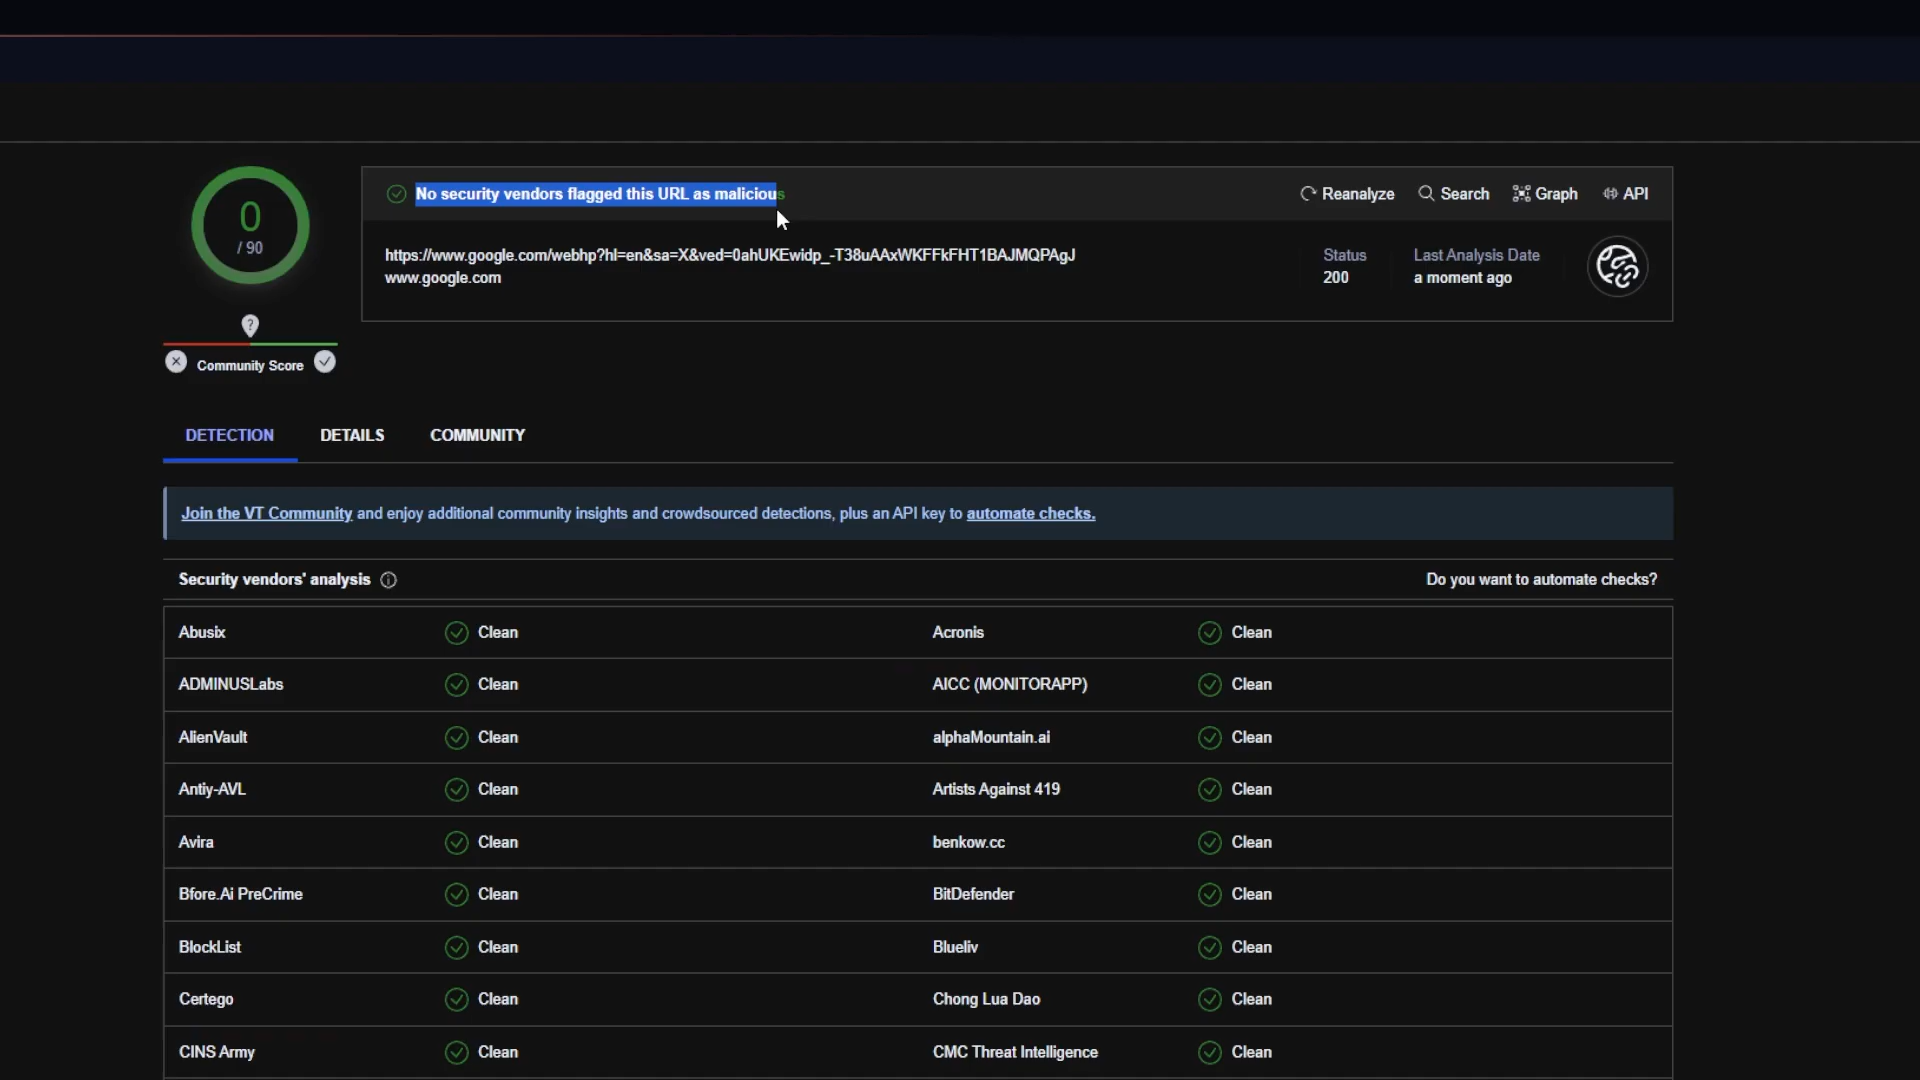 0
/ 90
?
Community Score
No security vendors flagged this URL as malicious
Reanalyze Search Graph API
https://www.google.com/webhp?hl=en&sa=X&ved=0ahUKEwidp_-T38uAAxWKFFkFHT1BAJMQPAgJ
www.google.com
Status
200
Last Analysis Date
a moment ago
DETECTION DETAILS COMMUNITY
Join the VT Community and enjoy additional community insights and crowdsourced detections, plus an API key to automate checks.
Security vendors' analysis Do you want to automate checks?
Abusix Clean Acronis Clean
ADMINUSLabs Clean AICC (MONITORAPP) Clean
AlienVault Clean alphaMountain.ai Clean
Antiy-AVL Clean Artists Against 419 Clean
Avira Clean benkow.cc Clean
Bfore.Ai PreCrime Clean BitDefender Clean
BlockList Clean Blueliv Clean
Certego Clean Chong Lua Dao Clean
CINS Army Clean CMC Threat Intelligence Clean